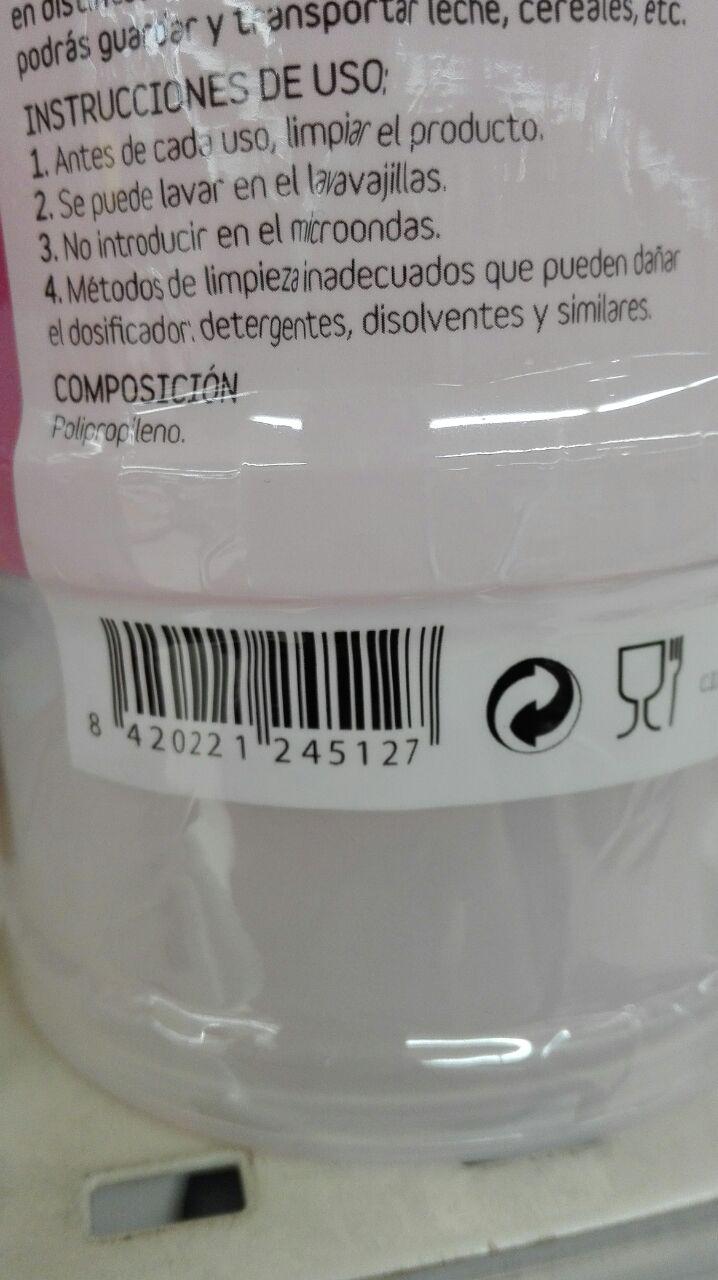 en
podrás guardar y transportar leche, cereales, etc.
INSTRUCCIONES DE USO:
1. Antes de cada uso, limpiar el producto.
2. Se puede lavar en el lavavajillas.
3. No introducir en el microondas.
4. Métodos de limpieza inadecuados que pueden dañar
el dosificador: detergentes, disolventes y similares.
COMPOSICIÓN
Polipropileno.
8 420221 245127